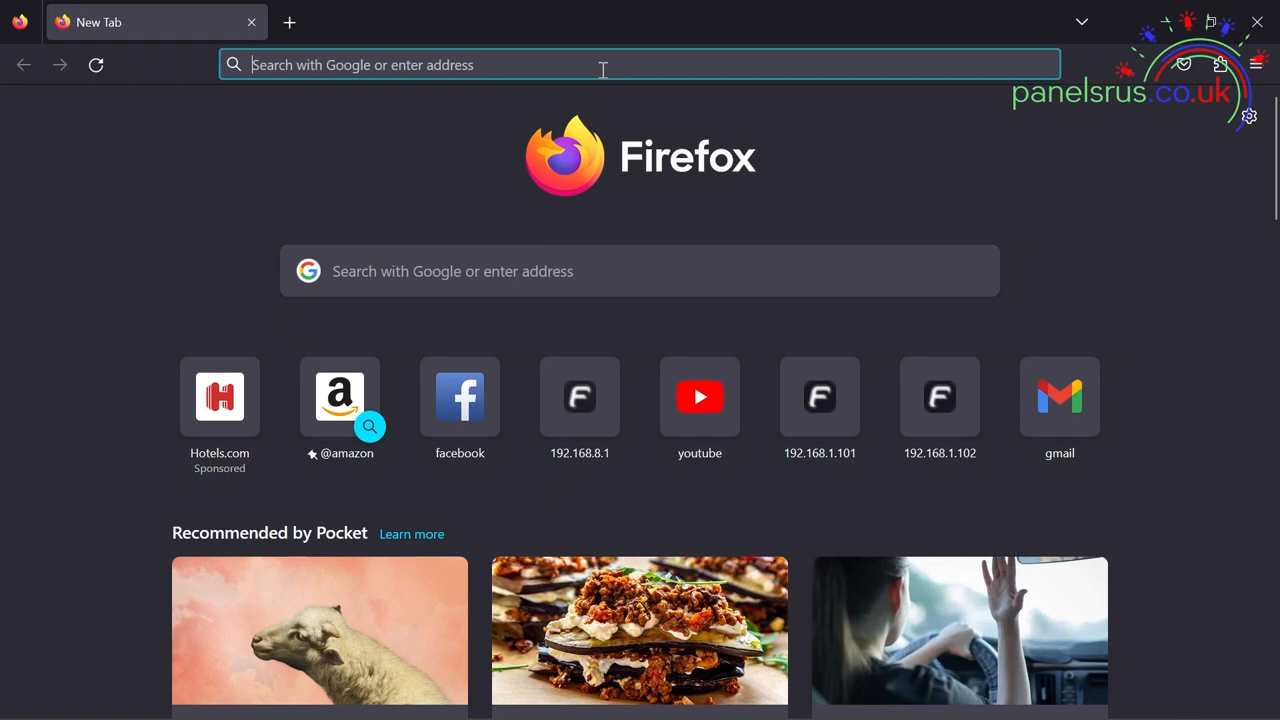 New Tab
Search with Google or enter address
panelsrus.co.uk
Firefox
Search with Google or enter address
Hotels.com
Sponsored
@amazon
facebook
192.168.8.1
youtube
192.168.1.101
192.168.1.102
gmail
Recommended by Pocket Learn more